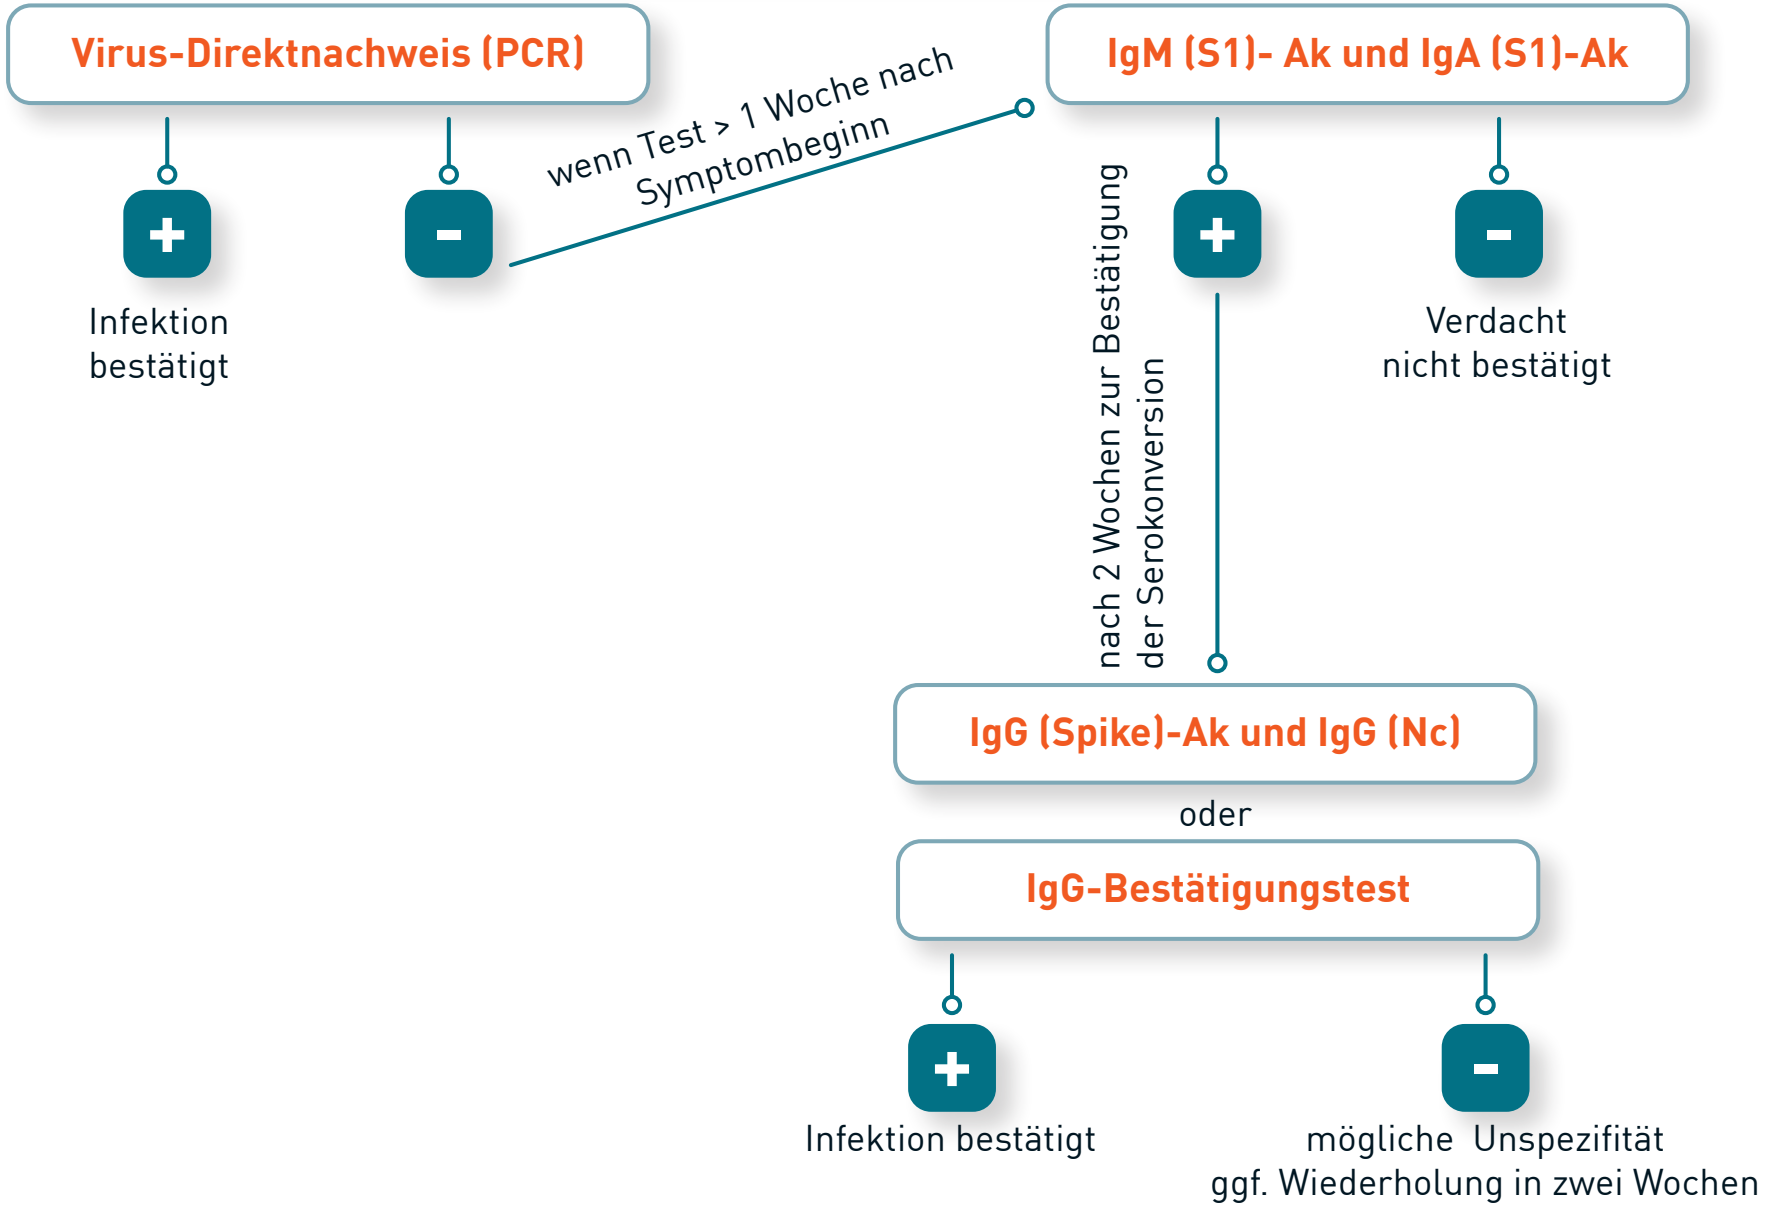 Virus-Direktnachweis (PCR)
wenn Test > 1 Woche nach
Symptombeginn
IgM (S1)- Ak und IgA (S1)-Ak
+
-
+
-
Infektion
bestätigt
Verdacht
nicht bestätigt
nach 2 Wochen zur Bestätigung
der Serokonversion
IgG (Spike)-Ak und IgG (Nc)
oder
IgG-Bestätigungstest
+
-
Infektion bestätigt
mögliche Unspezifität
ggf. Wiederholung in zwei Wochen